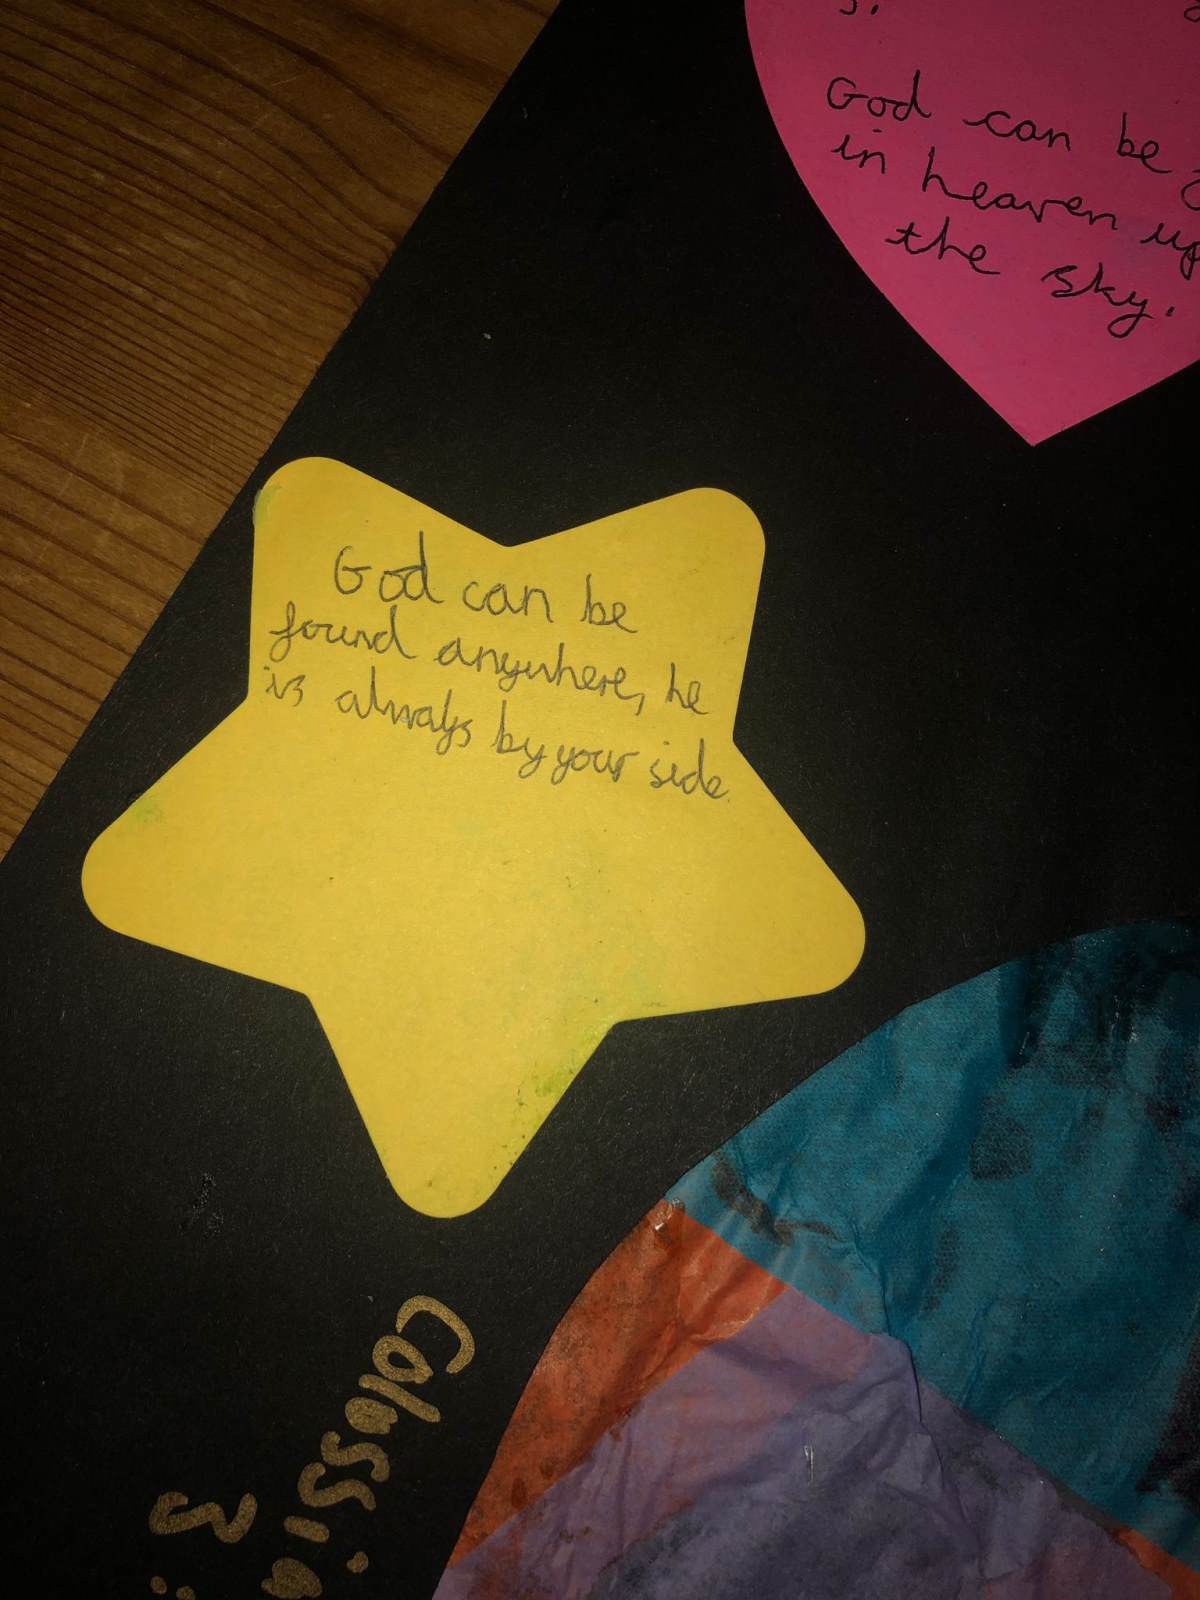 God can be
in heaven up
the sky.
God can be
found anywhere, he
is always by your side.
Colassia
3: